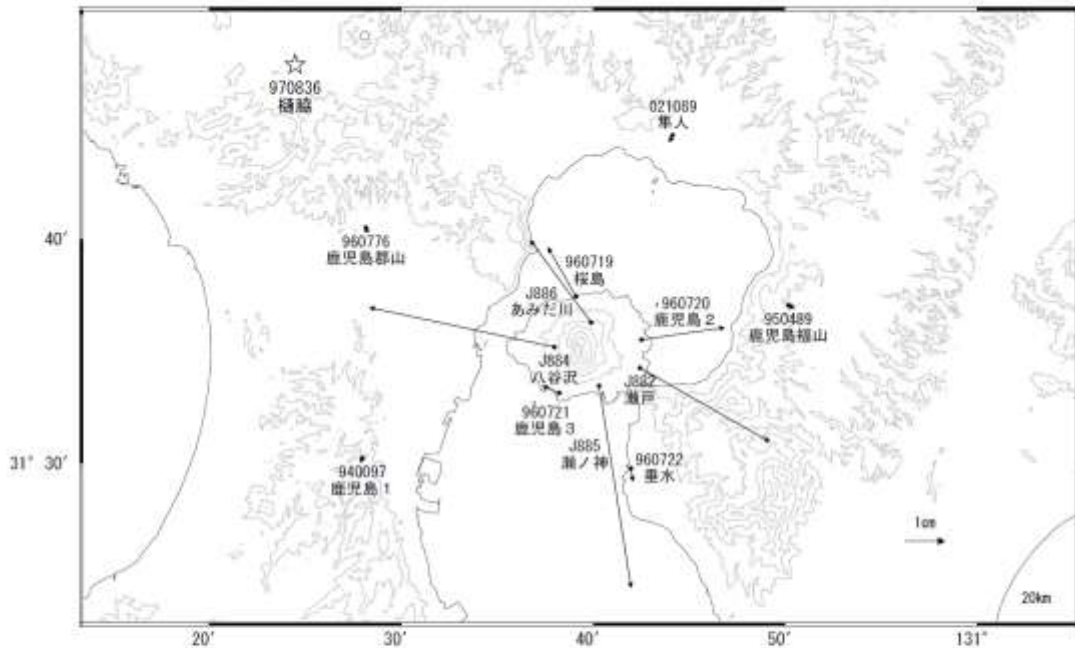 970836
樋脇
021089
隼人
40′
960776
鹿児島郡山
960719
桜島
J886
あみだ川
960720
鹿児島2
950489
鹿児島福山
J884
八谷沢
J882
瀬戸
960721
鹿児島3
J885
瀬ノ神
960722
垂水
31° 30′
940097
鹿児島1
1cm
20km
20′
30′
40′
50′
131°